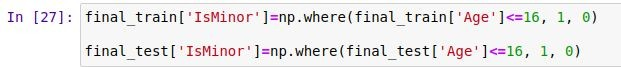 In [27]: final_train['IsMinor']=np.where(final_train['Age']<=16, 1, 0)
final_test['IsMinor']=np.where(final_test['Age']<=16, 1, 0)